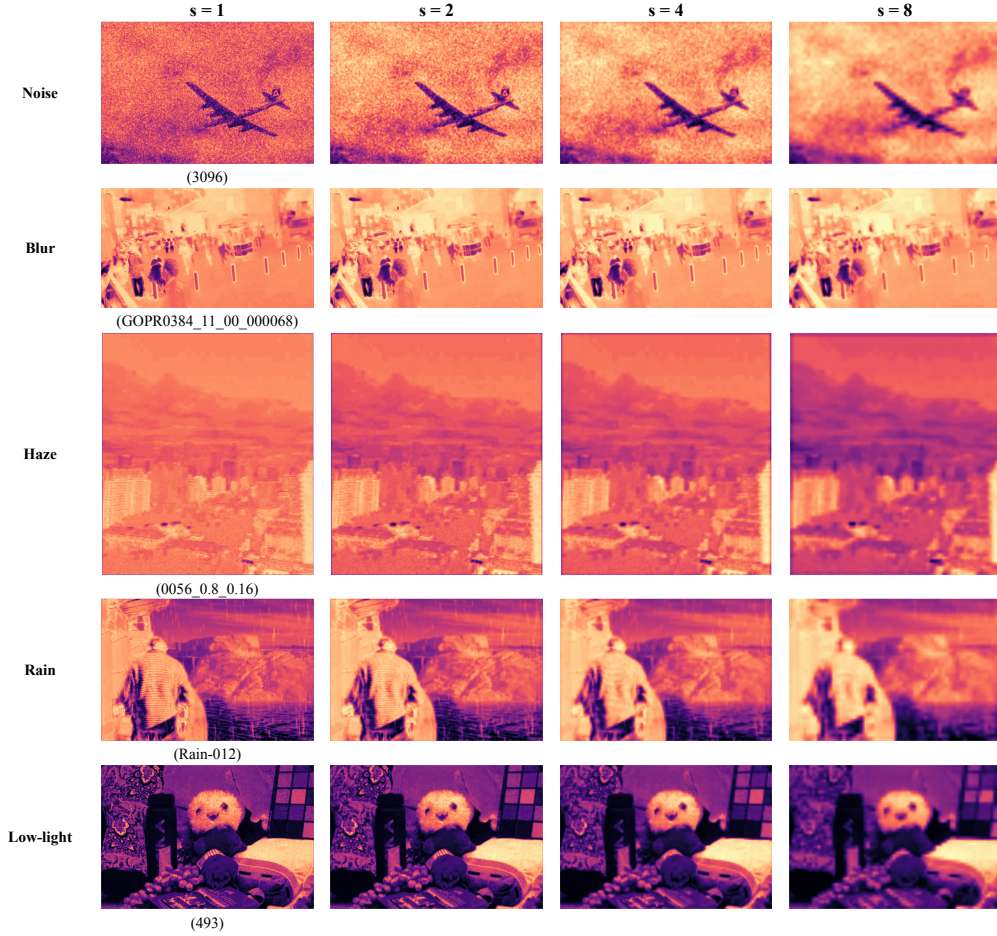 s = 1 s = 2 s = 4 s = 8
Noise
(3096)
Blur
(GOPR0384_11_00_000068)
Haze
(0056_0.8_0.16)
Rain
(Rain-012)
Low-light
(493)